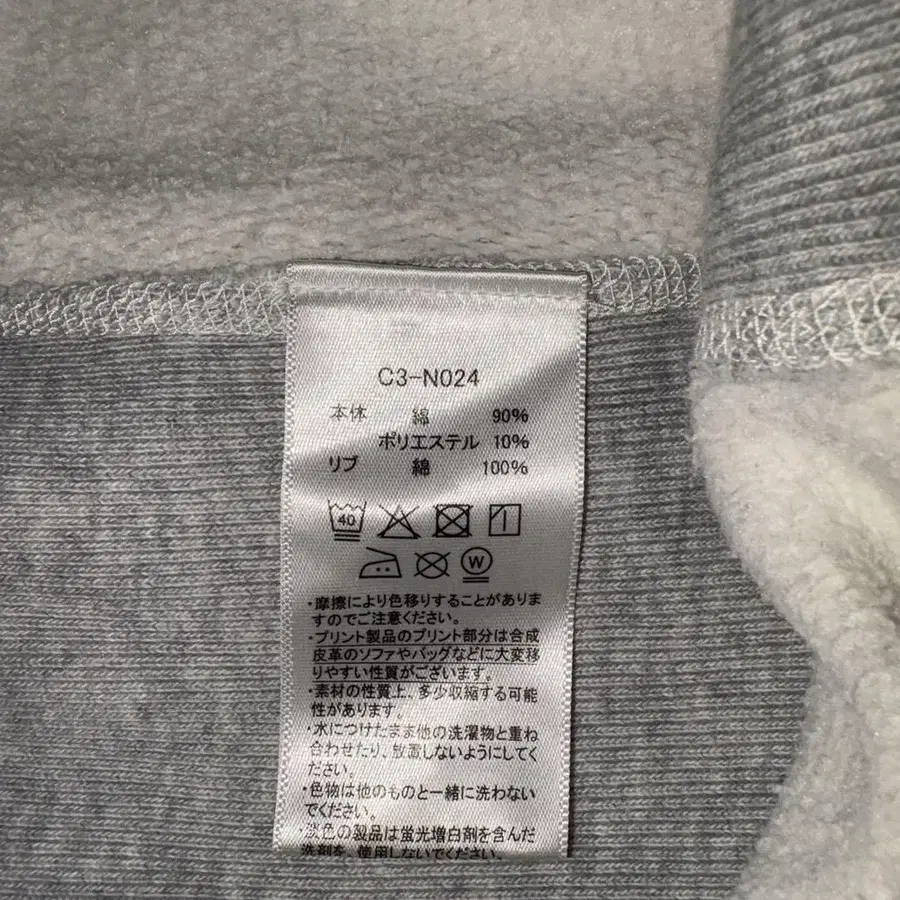 C3-N024
本体 綿 90%
ポリエステル 10%
リブ 綿 100%
40
W
・摩擦により色移りすることがありま
すのでご注意ください。
・プリント製品のプリント部分は合成
皮革のソファやバッグなどに大変移
りやすい性質がございます。
・素材の性質上、多少収縮する可能
性があります。
・水につけたまま他の洗濯物と重ね
合わせたり、放置しないようにしてく
ださい。
・色物は他のものと一緒に洗わない
でください。
・淡色の製品は蛍光増白剤を含んだ
洗剤を、使用しないでください。